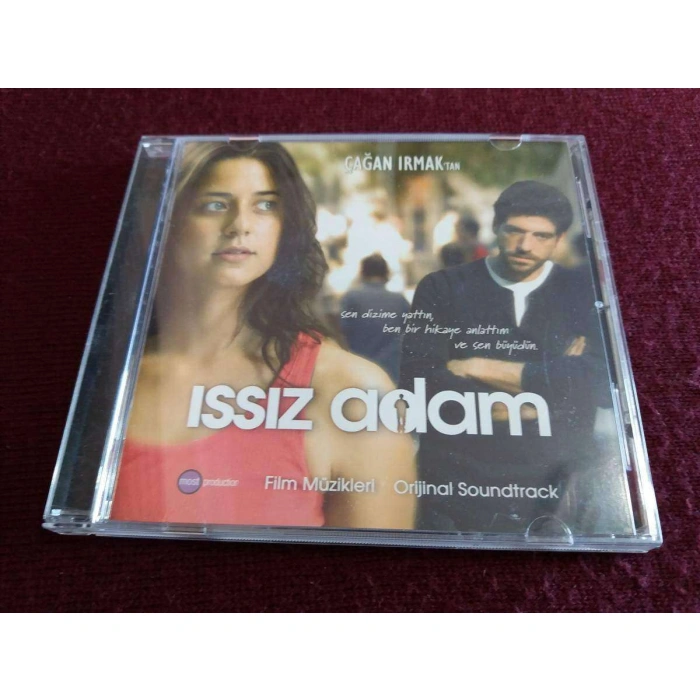 ÇAĞAN IRMAK'TAN
sen dizime yattın,
ben bir hikaye anlattım
ve sen büyüdün.
ıssız adam
most production
Film Müzikleri Orijinal Soundtrack